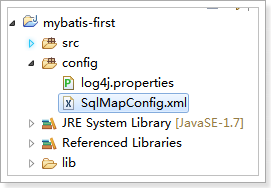 mybatis-first
src
config
log4j.properties
SqlMapConfig.xml
JRE System Library [JavaSE-1.7]
Referenced Libraries
lib